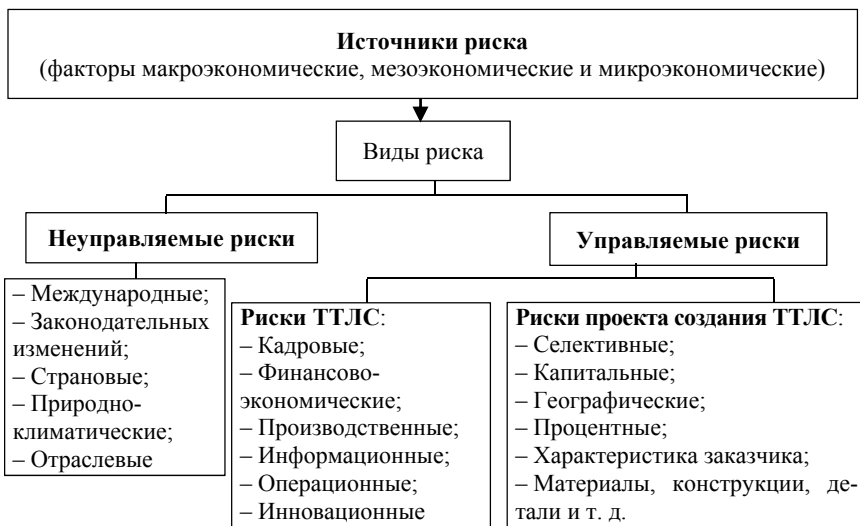 Источники риска
(факторы макроэкономические, мезоэкономические и микроэкономические)
Виды риска
Неуправляемые риски
Управляемые риски
– Международные;
– Законодательных
изменений;
– Страновые;
– Природно-
климатические;
– Отраслевые
Риски ТТЛС:
– Кадровые;
– Финансово-
экономические;
– Производственные;
– Информационные;
– Операционные;
– Инновационные
Риски проекта создания ТТЛС:
– Селективные;
– Капитальные;
– Географические;
– Процентные;
– Характеристика заказчика;
– Материалы, конструкции, де-
тали и т. д.